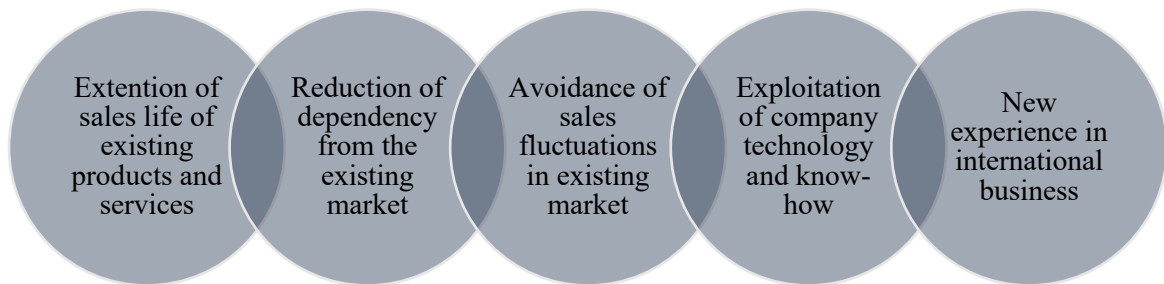 Extention of
sales life of
existing
products and
services
Reduction of
dependency
from the
existing
market
Avoidance of
sales
fluctuations
in existing
market
Exploitation
of company
technology
and know-
how
New
experience in
international
business